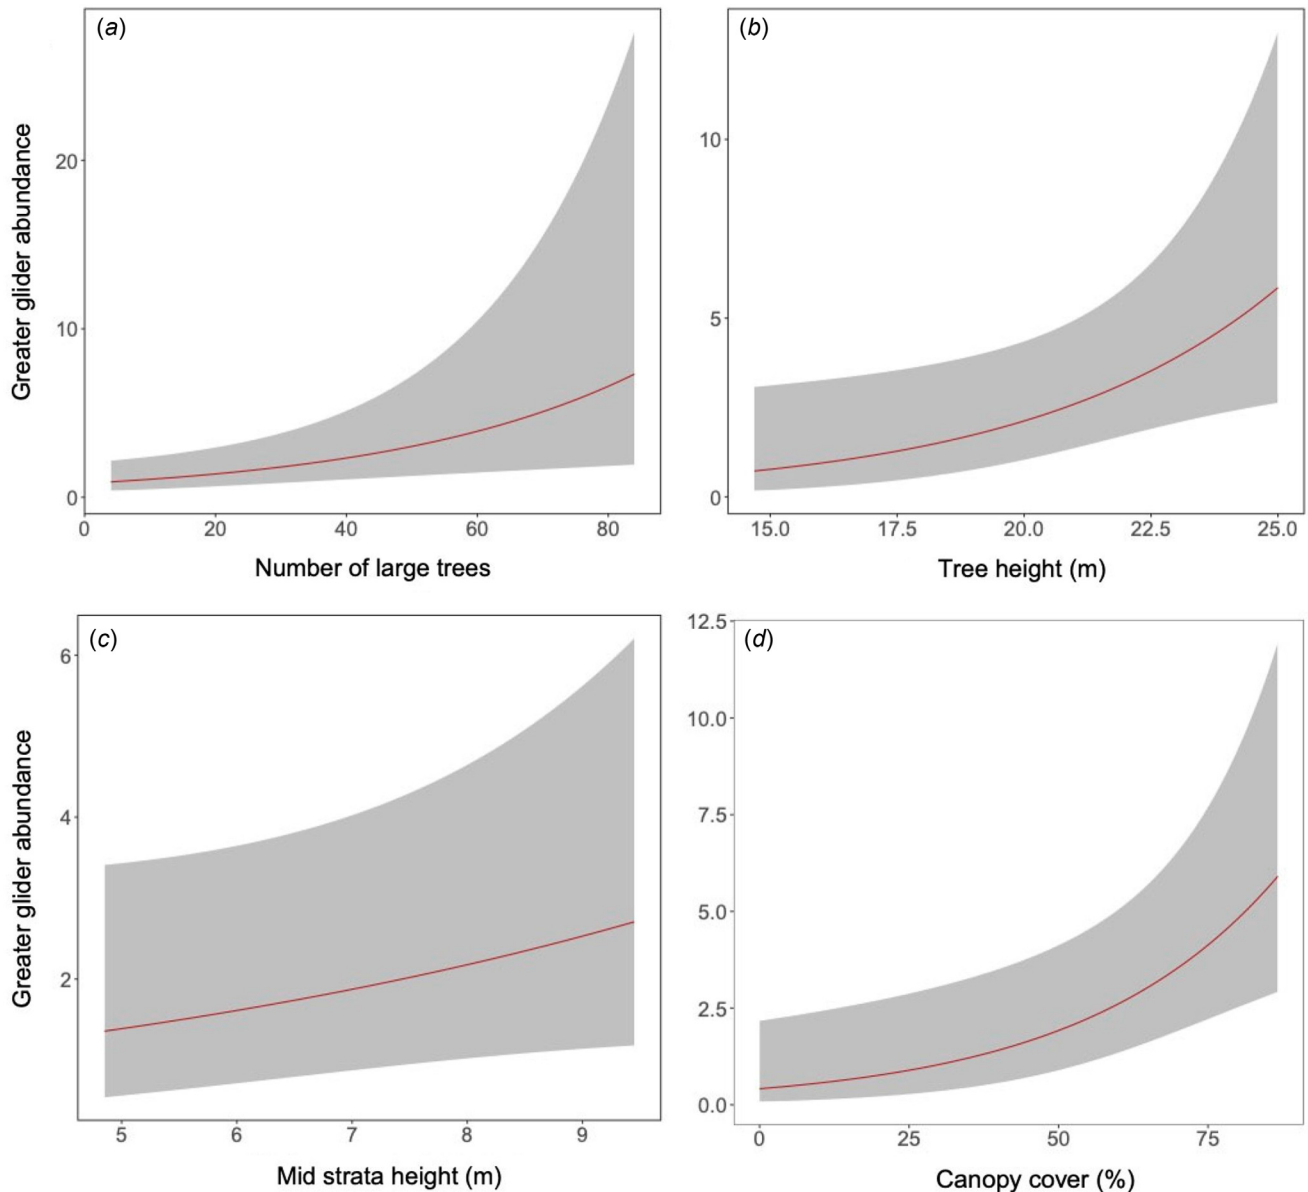 (a)
Greater glider abundance
20
10
0
0 20 40 60 80
Number of large trees
(b)
10
5
0
15.0 17.5 20.0 22.5 25.0
Tree height (m)
(c)
Greater glider abundance
6
4
2
5 6 7 8 9
Mid strata height (m)
(d)
12.5
10.0
7.5
5.0
2.5
0.0
0 25 50 75
Canopy cover (%)